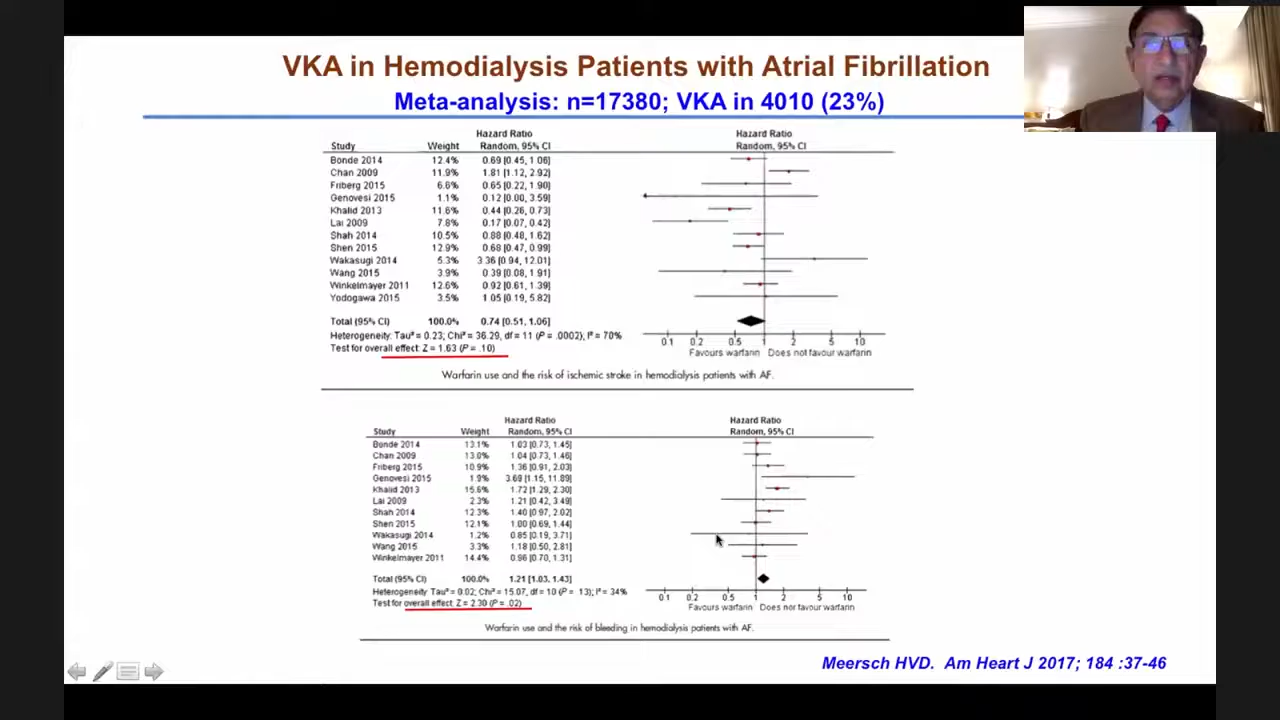 VKA in Hemodialysis Patients with Atrial Fibrillation
Meta-analysis: n=17380; VKA in 4010 (23%)
Hazard Ratio Hazard Ratio
Study Weight Random, 95% CI Random, 95% CI
Bonde 2014 12.4% 0.69 [0.45, 1.06]
Chan 2009 11.9% 1.81 [1.12, 2.92]
Friberg 2015 6.6% 0.65 [0.22, 1.90]
Genovesi 2015 1.1% 0.12 [0.00, 3.59]
Khalid 2013 11.6% 0.44 [0.26, 0.73]
Lai 2009 7.8% 0.17 [0.07, 0.42]
Shah 2014 10.5% 0.88 [0.48, 1.62]
Shen 2015 12.9% 0.68 [0.47, 0.99]
Wakasugi 2014 5.3% 3.36 [0.94, 12.01]
Wang 2015 3.9% 0.39 [0.08, 1.91]
Winkelmayer 2011 12.6% 0.92 [0.61, 1.39]
Yodogawa 2015 3.5% 1.05 [0.19, 5.82]
Total (95% CI) 100.0% 0.74 [0.51, 1.06]
Heterogeneity: Tau² = 0.23; Chi² = 36.29, df = 11 (P = .0002); I² = 70%
Test for overall effect: Z = 1.63 (P = .10)
0.1 0.2 0.5 1 2 5 10
Favours warfarin Does not favour warfarin
Warfarin use and the risk of ischemic stroke in hemodialysis patients with AF.
Hazard Ratio Hazard Ratio
Study Weight Random, 95% CI Random, 95% CI
Bonde 2014 13.1% 1.03 [0.73, 1.45]
Chan 2009 13.0% 1.04 [0.73, 1.46]
Friberg 2015 10.9% 1.36 [0.91, 2.03]
Genovesi 2015 1.9% 3.69 [1.15, 11.89]
Khalid 2013 15.6% 1.72 [1.29, 2.30]
Lai 2009 2.3% 1.21 [0.42, 3.49]
Shah 2014 12.3% 1.40 [0.97, 2.02]
Shen 2015 12.1% 1.00 [0.69, 1.44]
Wakasugi 2014 1.2% 0.85 [0.19, 3.71]
Wang 2015 3.3% 1.18 [0.50, 2.81]
Winkelmayer 2011 14.4% 0.96 [0.70, 1.31]
Total (95% CI) 100.0% 1.21 [1.03, 1.43]
Heterogeneity: Tau² = 0.02; Chi² = 15.07, df = 10 (P = .13); I² = 34%
Test for overall effect: Z = 2.30 (P = .02)
0.1 0.2 0.5 1 2 5 10
Favours warfarin Does not favour warfarin
Warfarin use and the risk of bleeding in hemodialysis patients with AF.
Meersch HVD. Am Heart J 2017; 184 :37-46